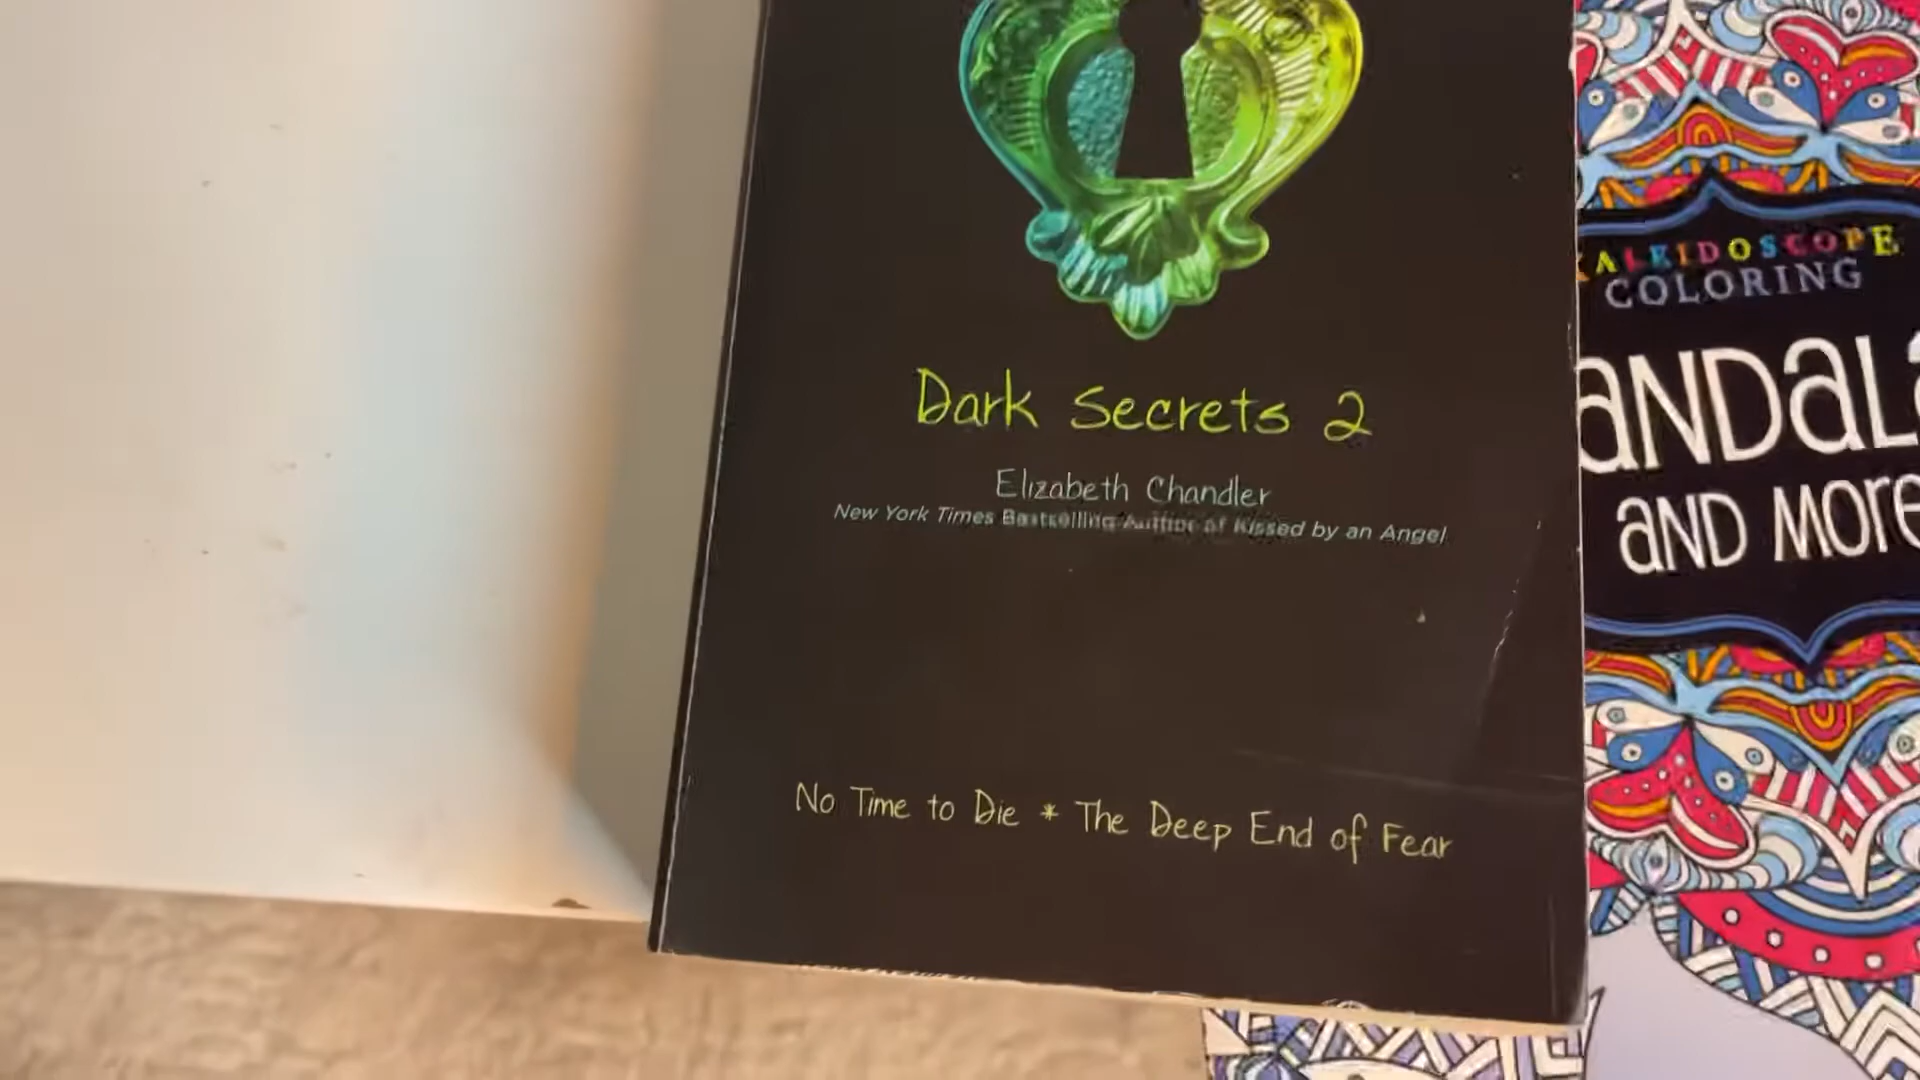 Dark Secrets 2
Elizabeth Chandler
New York Times Bestselling Author of Kissed by an Angel
No Time to Die * The Deep End of Fear
KALEIDOSCOPE
COLORING
aNDaLa
aND MORe